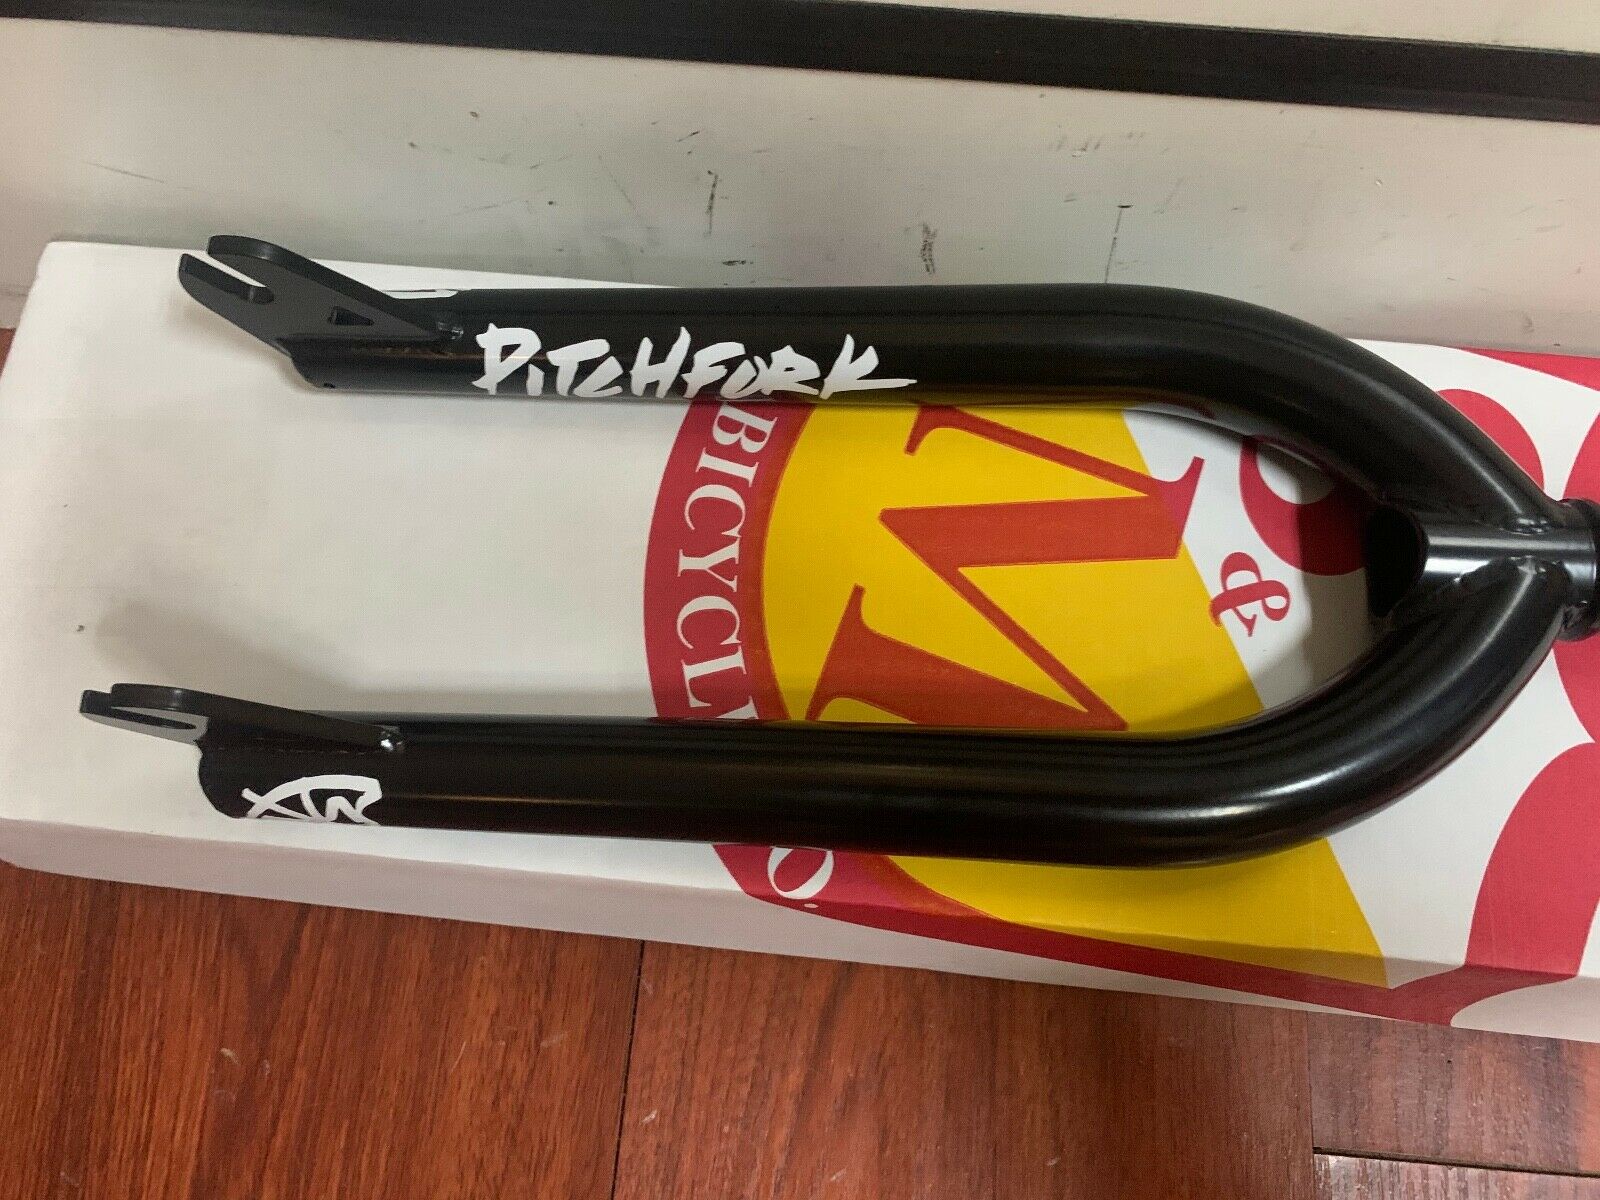 PITCHFORK
&
M
BICYCL
O.